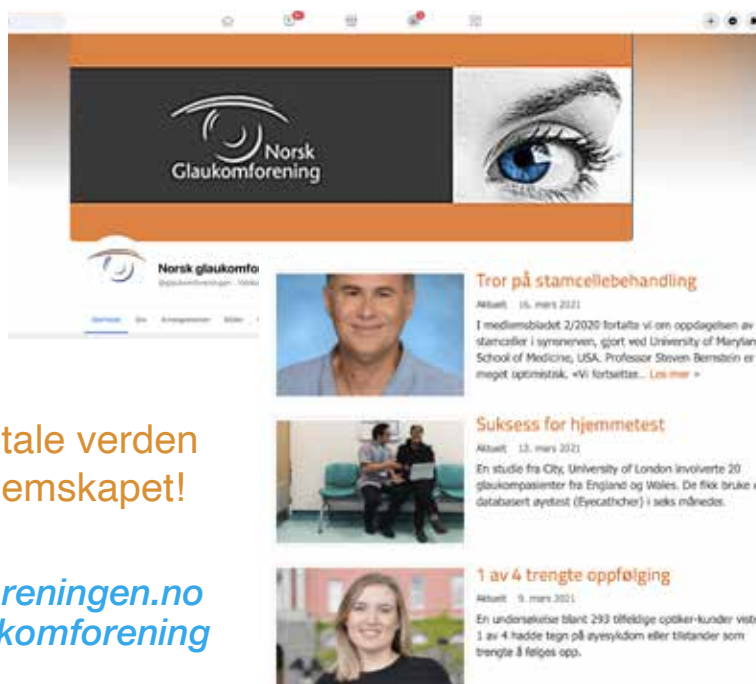 Norsk
Glaukomforening
Norsk glaukomfo
Tror på stamcellebehandling
Aktuelt 16. mars 2021
I medlemsbladet 2/2020 fortalte vi om oppdagelsen av
stamceller i synsnerven, gjort ved University of Marylan
School of Medicine, USA. Professor Steven Bernstein er
meget optimistisk. «Vi fortsetter... Les mer »
tale verden
emskapet!
Suksess for hjemmetest
Aktuelt 13. mars 2021
En studie fra City, University of London involverte 20
glaukompasienter fra England og Wales. De fikk bruke e
databasert øyetest (Eyecathcher) i seks måneder.
reningen.no
komforening
1 av 4 trengte oppfølging
Aktuelt 9. mars 2021
En undersøkelse blant 293 tilfeldige optiker-kunder viste
1 av 4 hadde tegn på øyesykdom eller tilstander som
trengte å følges opp.